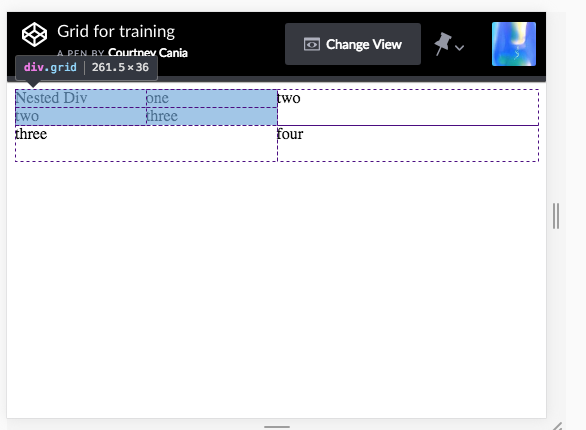 Grid for training
A PEN BY Courtney Cania
Change View
div.grid | 261.5×36
Nested Div one two
two three
three four